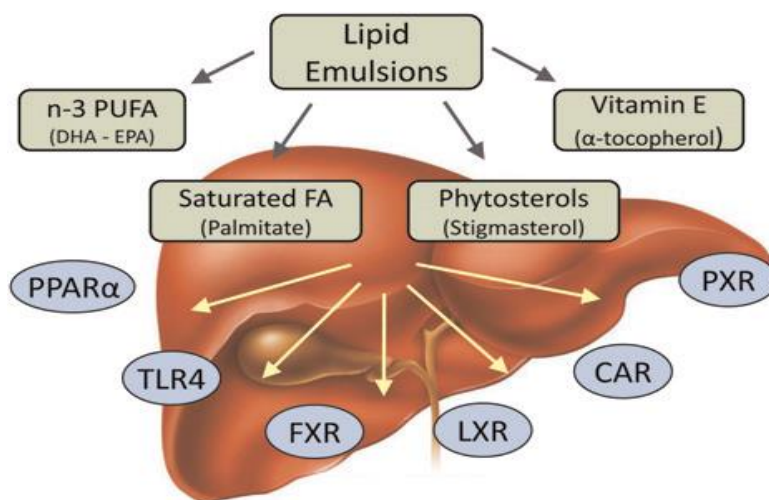 Lipid
Emulsions
n-3 PUFA
(DHA - EPA)
Vitamin E
(α-tocopherol)
Saturated FA
(Palmitate)
Phytosterols
(Stigmasterol)
PPARα
PXR
TLR4
CAR
FXR
LXR